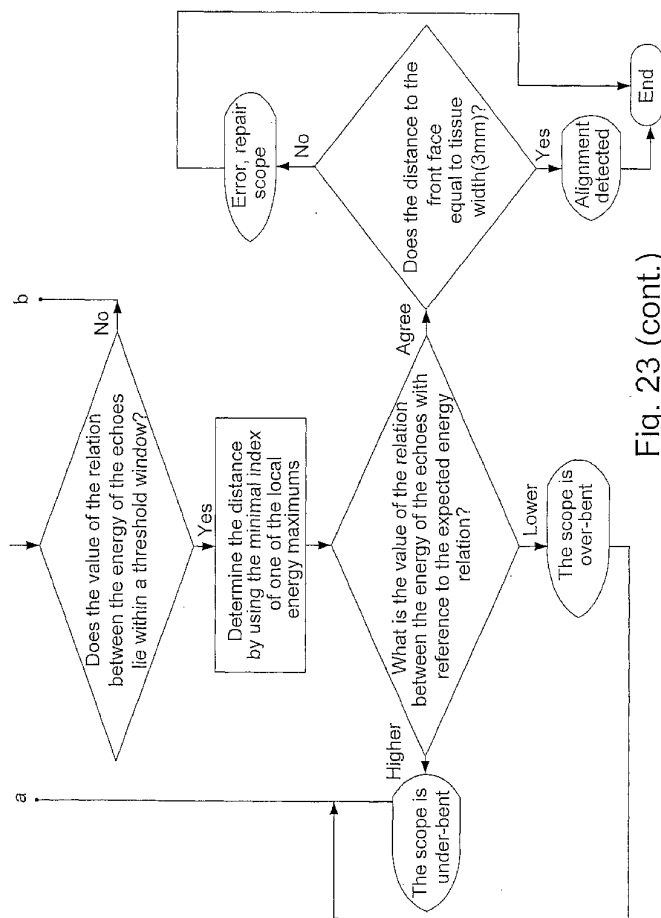 a
b
Does the value of the relation
between the energy of the echoes
lie within a threshold window?
No
Yes
Determine the distance
by using the minimal index
of one of the local
energy maximums
What is the value of the relation
between the energy of the echoes with
reference to the expected energy
relation?
Higher
The scope is
under-bent
Lower
The scope is
over-bent
Agree
Does the distance to the
front face
equal to tissue
width(3mm)?
No
Error, repair
scope
Yes
Alignment
detected
End
Fig. 23 (cont.)